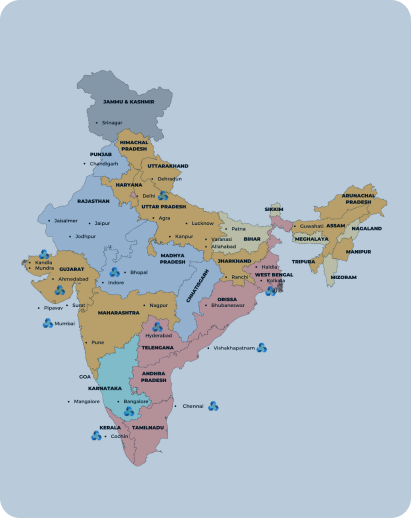 JAMMU & KASHMIR
Srinagar
HIMACHAL
PRADESH
PUNJAB
Chandigarh
UTTARAKHAND
Dehradun
HARYANA
Delhi
ARUNACHAL
PRADESH
RAJASTHAN
UTTAR PRADESH
SIKKIM
Agra
Jaisalmer
Jaipur
Lucknow
Guwahati
ASSAM
NAGALAND
Patna
Jodhpur
Kanpur
Varanasi
BIHAR
MEGHALAYA
Allahabad
MANIPUR
MADHYA
PRADESH
JHARKHAND
TRIPURA
Kandla
Mundra
GUJARAT
Bhopal
Haldia
WEST BENGAL
MIZORAM
Ahmedabad
Indore
CHHATISGARH
Ranchi
Kolkata
Pipavav
Surat
Nagpur
ORISSA
Bhubaneswar
MAHARASHTRA
Mumbai
Hyderabad
Pune
TELENGANA
Vishakhapatnam
GOA
ANDHRA
PRADESH
KARNATAKA
Mangalore
Bangalore
Chennai
KERALA
TAMILNADU
Cochin